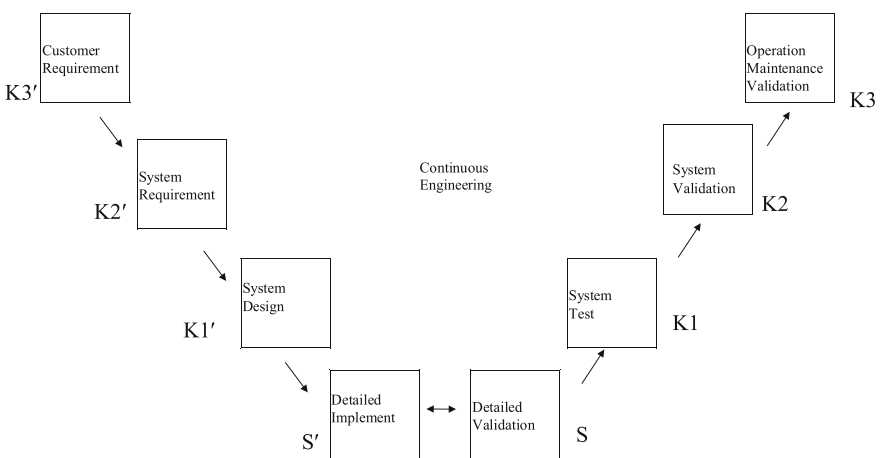 Customer
Requirement
K3′
System
Requirement
K2′
System
Design
K1′
Detailed
Implement
S′
Continuous
Engineering
Detailed
Validation
S
System
Test
K1
System
Validation
K2
Operation
Maintenance
Validation
K3